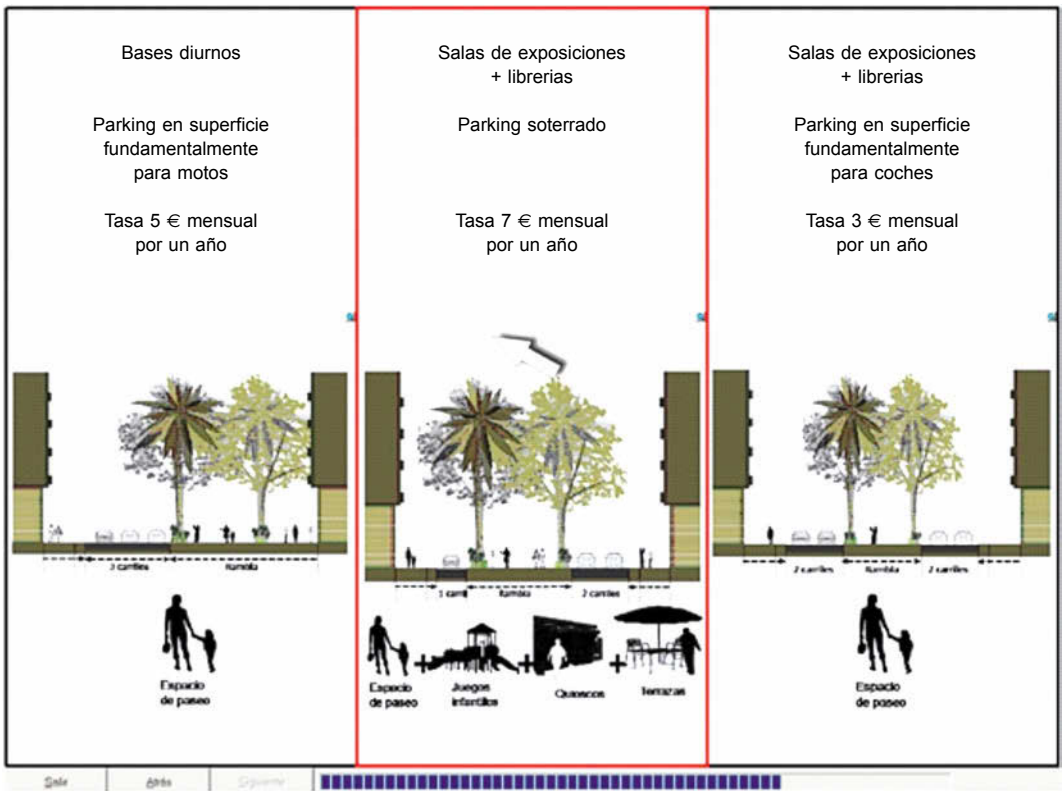 Bases diurnos
Parking en superficie
fundamentalmente
para motos
Tasa 5 € mensual
por un año
3 carriles
Rambla
Espacio
de paseo
Salas de exposiciones
+ librerias
Parking soterrado
Tasa 7 € mensual
por un año
1 carril
Rambla
2 carriles
Espacio
de paseo
+
Juegos
infantiles
+
Quioscos
+
Terrazas
Salas de exposiciones
+ librerias
Parking en superficie
fundamentalmente
para coches
Tasa 3 € mensual
por un año
2 carriles
Rambla
2 carriles
Espacio
de paseo
Salir
Atrás
Siguiente